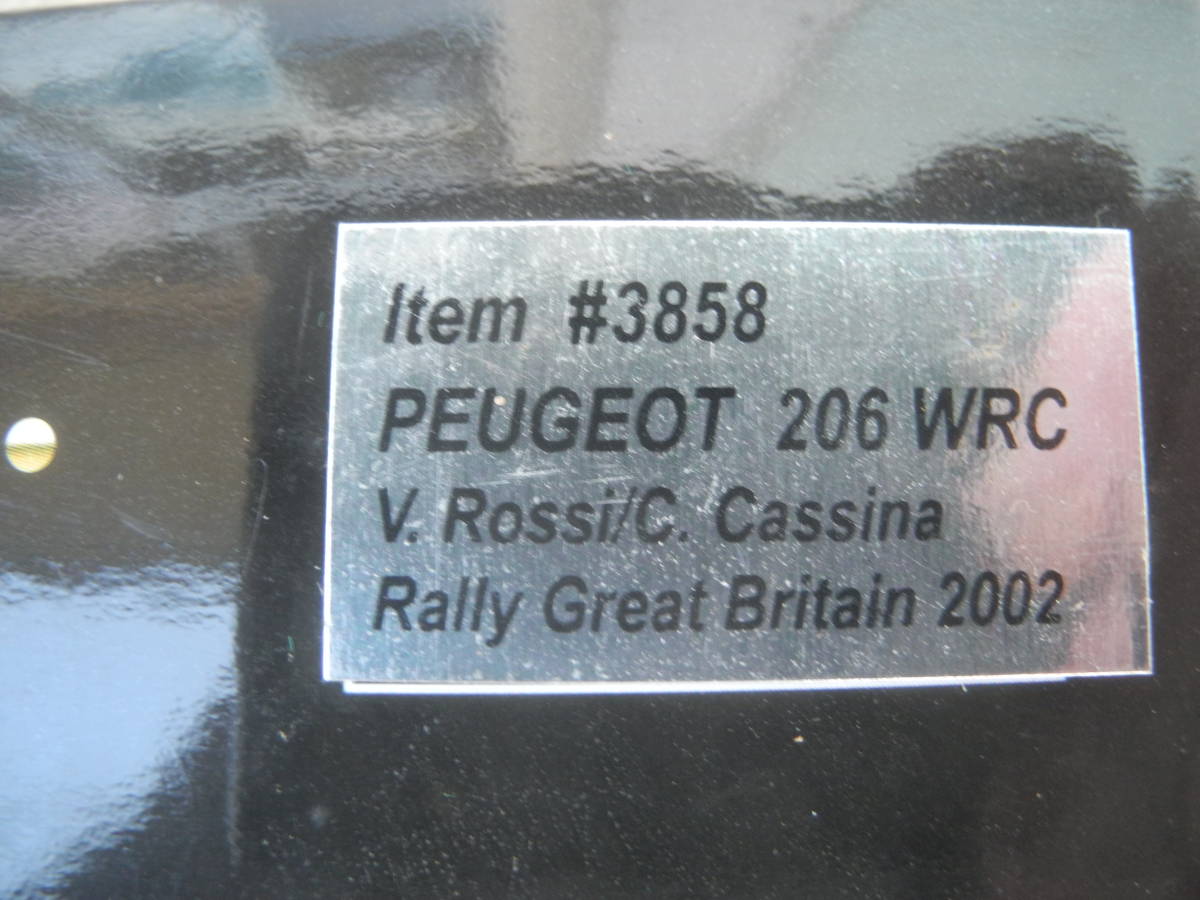 Item #3858
PEUGEOT 206 WRC
V. Rossi/C. Cassina
Rally Great Britain 2002